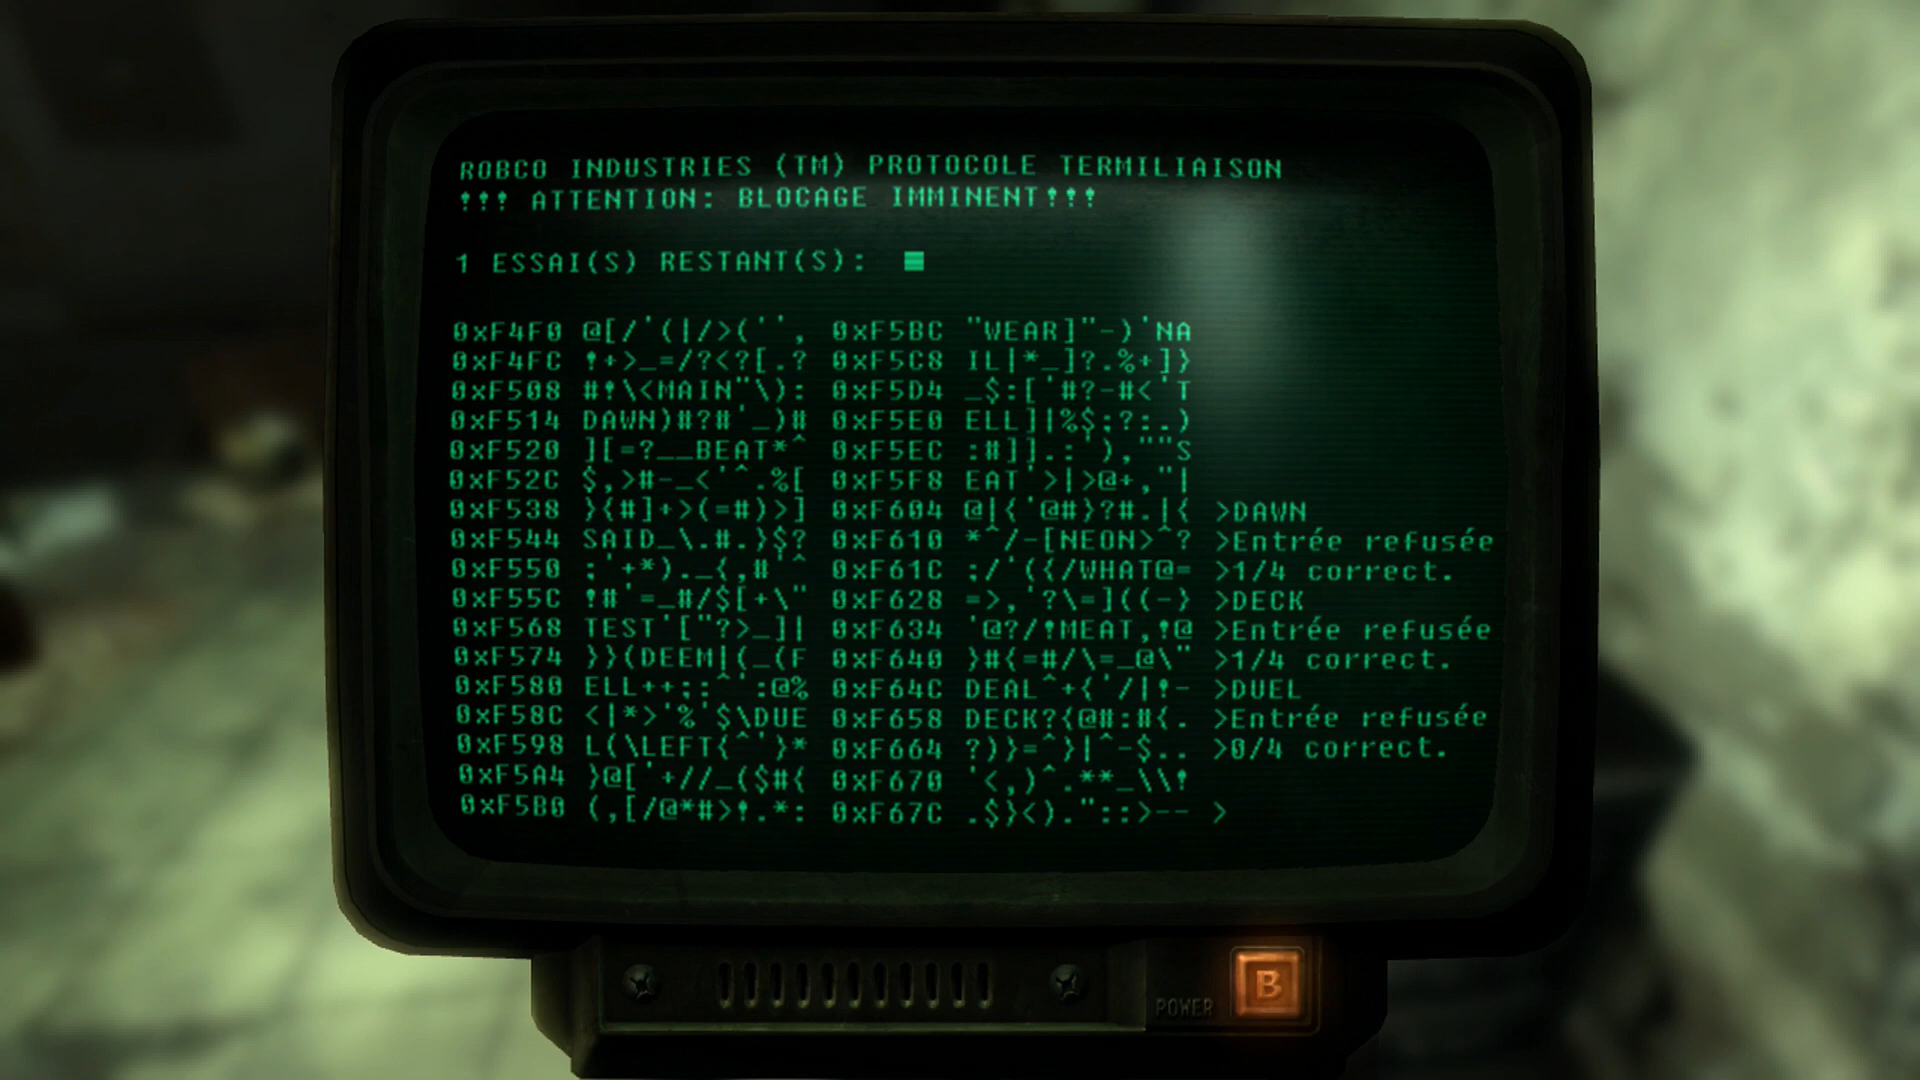 ROBCO INDUSTRIES (TM) PROTOCOLE TERMILIAISON
!!! ATTENTION: BLOCAGE IMMINENT!!!
1 ESSAI(S) RESTANT(S):
0xF4F0 @[/'(|/>('', 0xF5BC "WEAR]"-)'NA
0xF4FC !+>_=/?<?[.? 0xF5C8 IL|*_]?.%+]}
0xF508 #!\<MAIN"\): 0xF5D4 _$:['#?-#<'T
0xF514 DAWN)#?#'_)# 0xF5E0 ELL]|%$;?:.)
0xF520 ][=?__BEAT*^ 0xF5EC :#]].:'),""S
0xF52C $,>#-_<'^.%[ 0xF5F8 EAT'>|>@+,"|
0xF538 }{#]+>(=#)>] 0xF604 @|{'@#}?#.|{ >DAWN
0xF544 SAID_\.#.}$? 0xF610 *^/-[NEON>^? >Entrée refusée
0xF550 ;'+*)._{,#'^ 0xF61C ;/'({/WHAT@= >1/4 correct.
0xF55C !#'=_#/$[+\" 0xF628 =>,'?\=]((-} >DECK
0xF568 TEST'["?>_]| 0xF634 '@?/!MEAT,!@ >Entrée refusée
0xF574 }}(DEEM|(_(F 0xF640 }#{=#/\=_@\" >1/4 correct.
0xF580 ELL++;:^':@% 0xF64C DEAL^+{'/|!- >DUEL
0xF58C <|*>'%'$\DUE 0xF658 DECK?{@#:#{. >Entrée refusée
0xF598 L(\LEFT{^'}* 0xF664 ?)}=^}|^-$.. >0/4 correct.
0xF5A4 }@['+//_($#{ 0xF670 '<,)^.**_\\!
0xF5B0 (,[/@*#>!.*: 0xF67C .$}<).":;>-- >
POWER
B